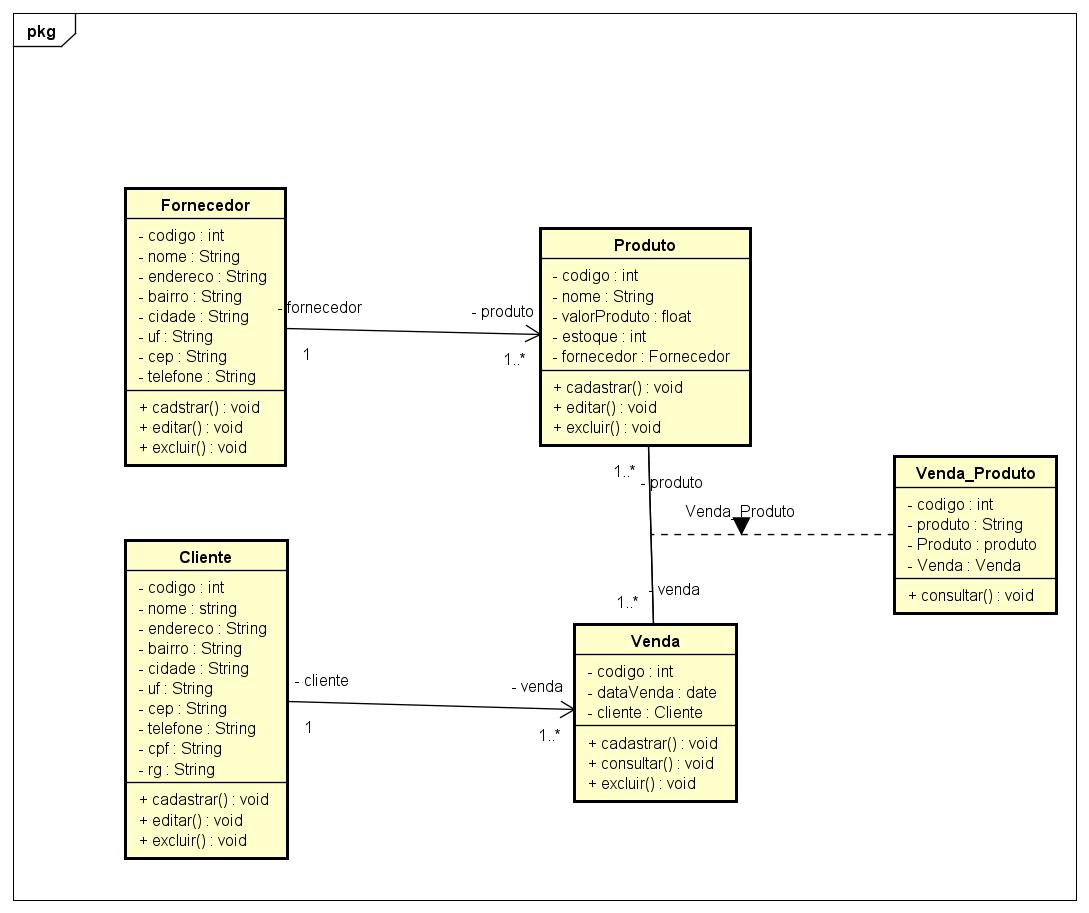 pkg
Fornecedor
- codigo : int
- nome : String
- endereco : String
- bairro : String
- cidade : String
- uf : String
- cep : String
- telefone : String
+ cadstrar() : void
+ editar() : void
+ excluir() : void
- fornecedor
1
- produto
1..*
Produto
- codigo : int
- nome : String
- valorProduto : float
- estoque : int
- fornecedor : Fornecedor
+ cadastrar() : void
+ editar() : void
+ excluir() : void
1..*
- produto
Venda_Produto
- venda
1..*
Venda_Produto
- codigo : int
- produto : String
- Produto : produto
- Venda : Venda
+ consultar() : void
Cliente
- codigo : int
- nome : string
- endereco : String
- bairro : String
- cidade : String
- uf : String
- cep : String
- telefone : String
- cpf : String
- rg : String
+ cadastrar() : void
+ editar() : void
+ excluir() : void
- cliente
1
- venda
1..*
Venda
- codigo : int
- dataVenda : date
- cliente : Cliente
+ cadastrar() : void
+ consultar() : void
+ excluir() : void